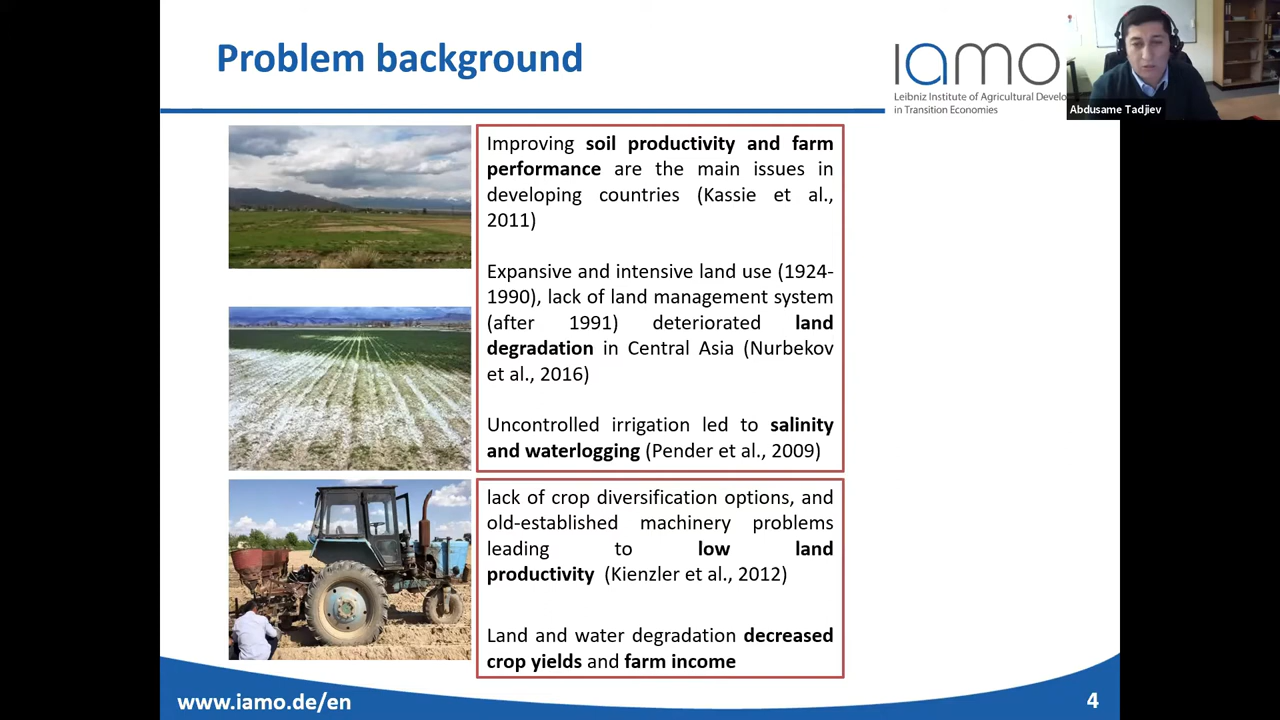 Problem background
iamo
Leibniz Institute of Agricultural Develo
in Transition Economies
Abdusame Tadjiev
Improving soil productivity and farm
performance are the main issues in
developing countries (Kassie et al.,
2011)
Expansive and intensive land use (1924-
1990), lack of land management system
(after 1991) deteriorated land
degradation in Central Asia (Nurbekov
et al., 2016)
Uncontrolled irrigation led to salinity
and waterlogging (Pender et al., 2009)
lack of crop diversification options, and
old-established machinery problems
leading to low land
productivity (Kienzler et al., 2012)
Land and water degradation decreased
crop yields and farm income
www.iamo.de/en
4